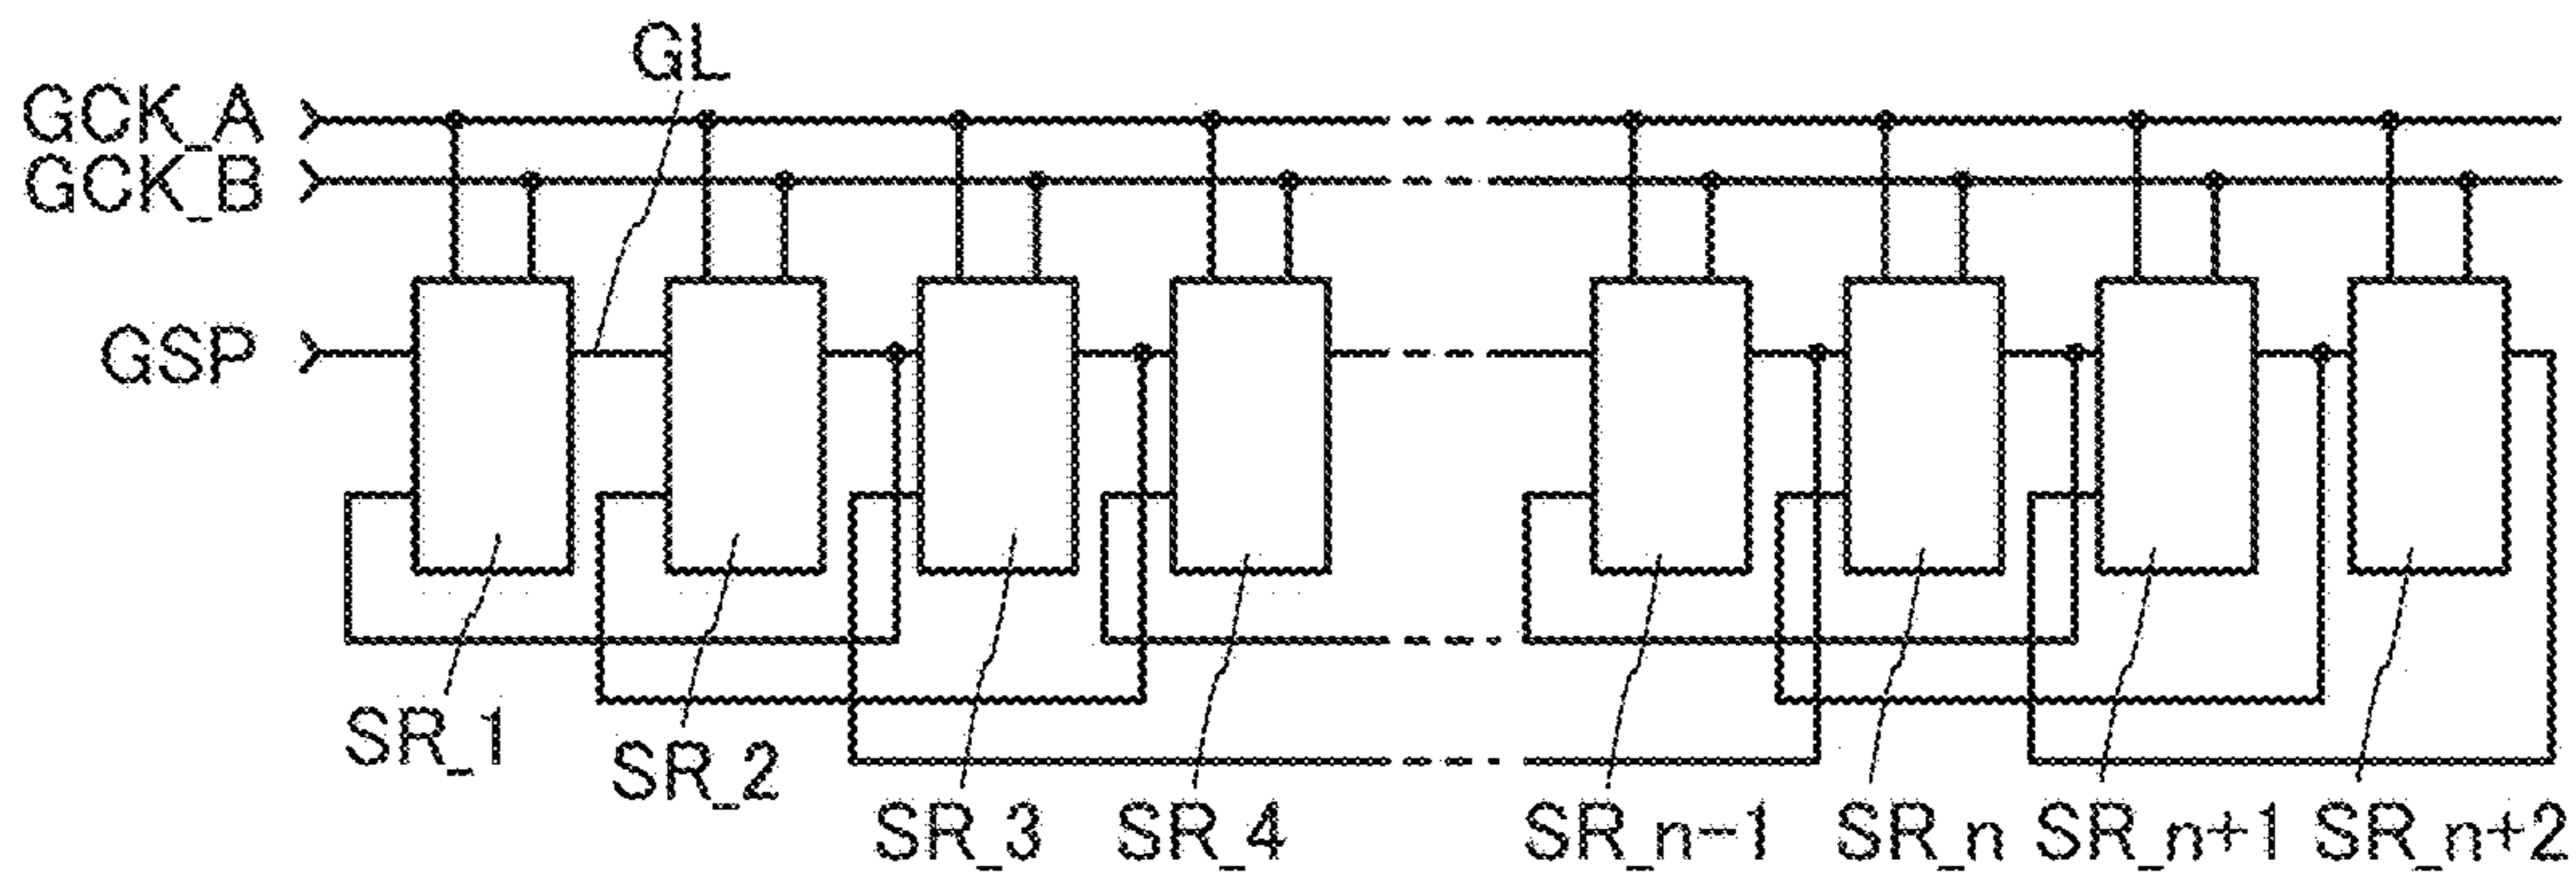 GL
GCK_A
GCK_B
GSP
SR_1
SR_2
SR_3
SR_4
SR_n-1
SR_n
SR_n+1
SR_n+2